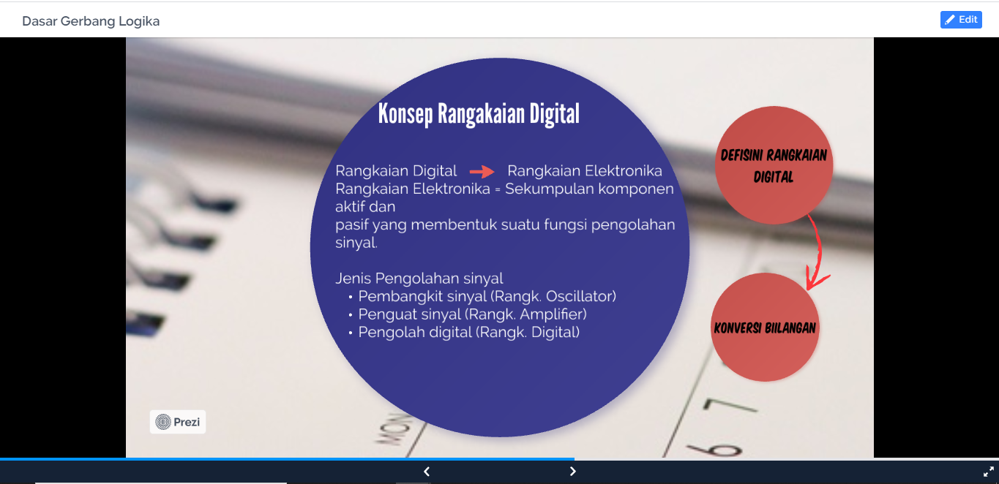 Dasar Gerbang Logika
Edit
Konsep Rangakaian Digital
Rangkaian Digital Rangkaian Elektronika
Rangkaian Elektronika = Sekumpulan komponen
aktif dan
pasif yang membentuk suatu fungsi pengolahan
sinyal.
Jenis Pengolahan sinyal
• Pembangkit sinyal (Rangk. Oscillator)
• Penguat sinyal (Rangk. Amplifier)
• Pengolah digital (Rangk. Digital)
DEFISINI RANGKAIAN
DIGITAL
KONVERSI BIILANGAN
Prezi
MON
6